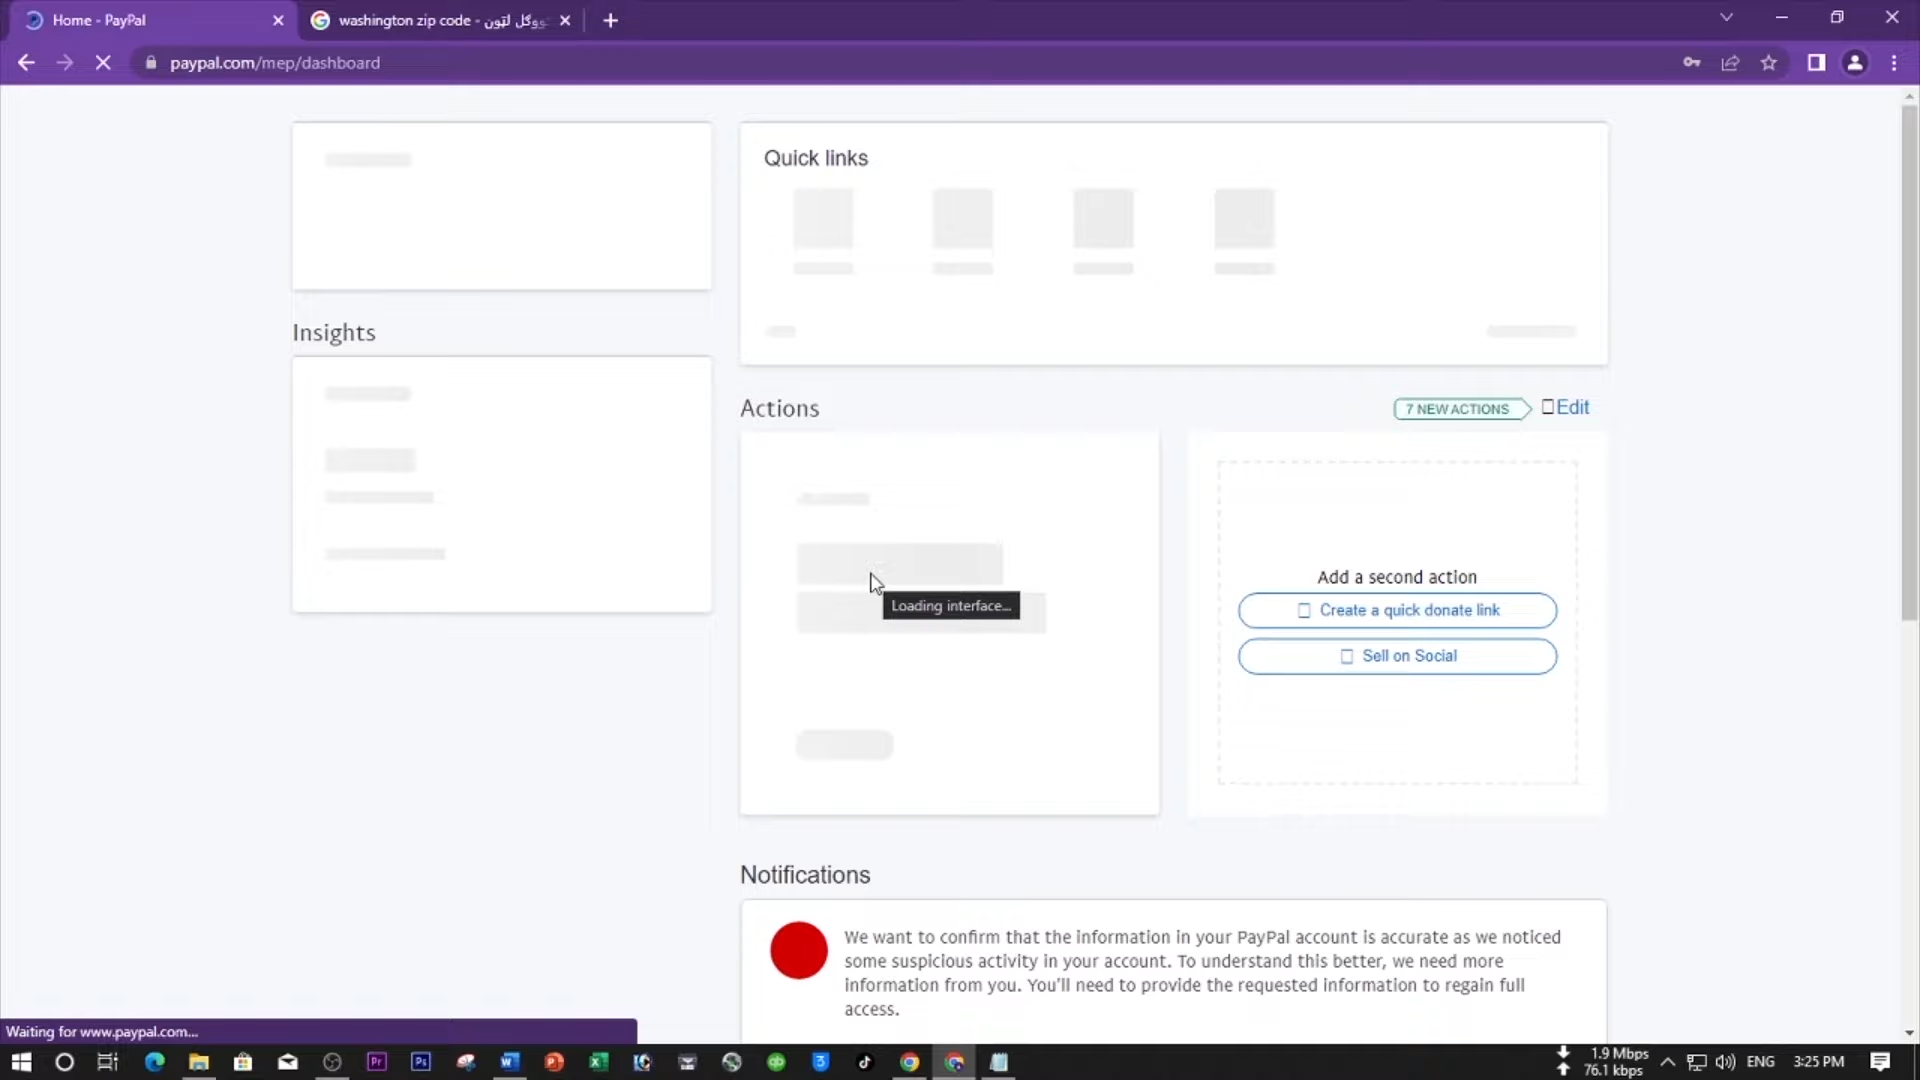 Home - PayPal
washington zip code - ګوګل لټون
paypal.com/mep/dashboard
Quick links
Insights
Actions
7 NEW ACTIONS
Edit
Loading interface...
Add a second action
Create a quick donate link
Sell on Social
Notifications
We want to confirm that the information in your PayPal account is accurate as we noticed
some suspicious activity in your account. To understand this better, we need more
information from you. You'll need to provide the requested information to regain full
access.
Waiting for www.paypal.com...
1.9 Mbps
76.1 kbps
ENG
3:25 PM